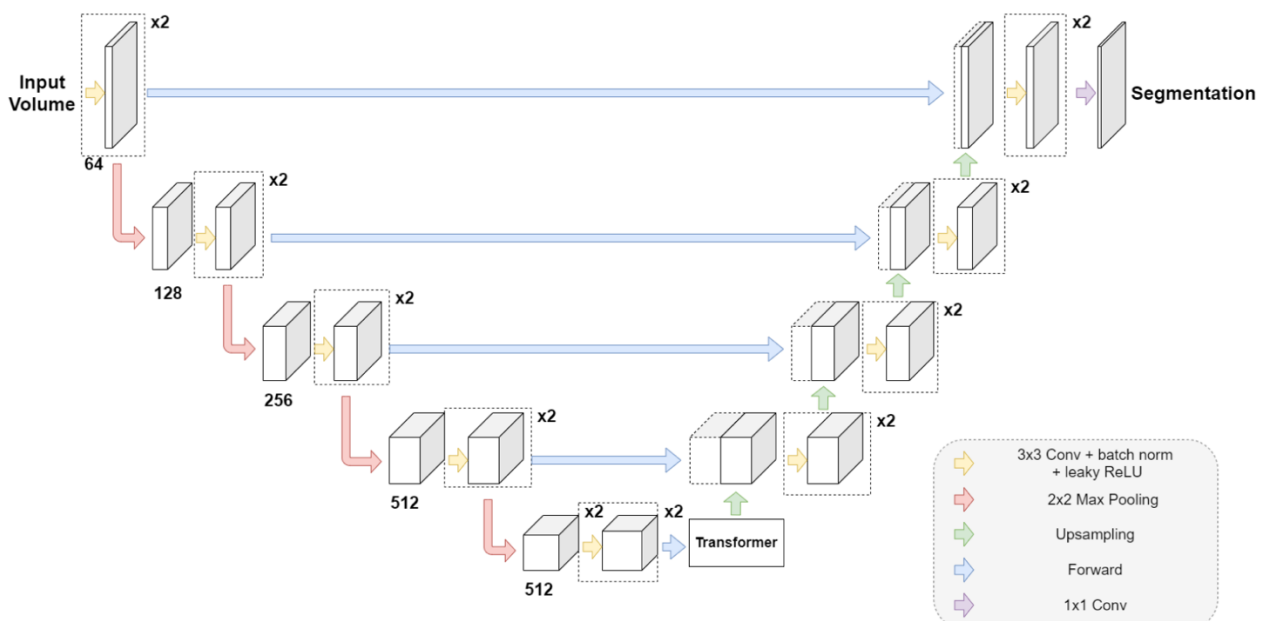 x2
x2
Input
Volume
Segmentation
64
x2
x2
128
x2
x2
256
x2
x2
512
x2
x2
Transformer
512
3x3 Conv + batch norm
+ leaky ReLU
2x2 Max Pooling
Upsampling
Forward
1x1 Conv